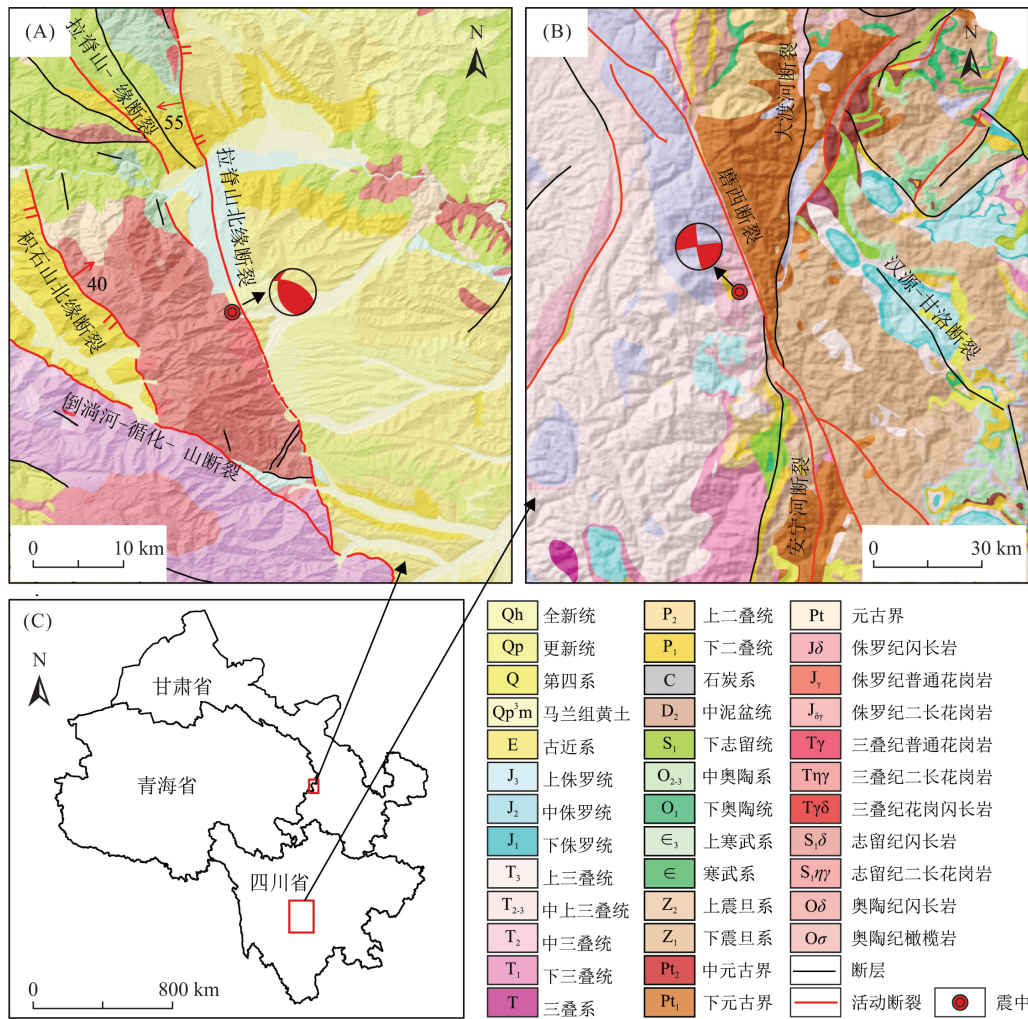 (A)
N
拉脊山-缘断裂
55
拉脊山北缘断裂
积石山北缘断裂
40
倒淌河-循化-山断裂
0 10 km
(B)
N
大渡河断裂
磨西断裂
汉源-甘洛断裂
安宁河断裂
0 30 km
(C)
N
甘肃省
青海省
四川省
0 800 km
Qh 全新统
Qp 更新统
Q 第四系
Qp³m 马兰组黄土
E 古近系
J₃ 上侏罗统
J₂ 中侏罗统
J₁ 下侏罗统
T₃ 上三叠统
T₂₋₃ 中上三叠统
T₂ 中三叠统
T₁ 下三叠统
T 三叠系
P₂ 上二叠统
P₁ 下二叠统
C 石炭系
D₂ 中泥盆统
S₁ 下志留统
O₂₋₃ 中奥陶系
O₁ 下奥陶统
∈₃ 上寒武系
∈ 寒武系
Z₂ 上震旦系
Z₁ 下震旦系
Pt₂ 中元古界
Pt₁ 下元古界
Pt 元古界
Jδ 侏罗纪闪长岩
Jᵧ 侏罗纪普通花岗岩
J_δγ 侏罗纪二长花岗岩
Tγ 三叠纪普通花岗岩
Tηγ 三叠纪二长花岗岩
Tγδ 三叠纪花岗闪长岩
S₁δ 志留纪闪长岩
S₁ηγ 志留纪二长花岗岩
Oδ 奥陶纪闪长岩
Oσ 奥陶纪橄榄岩
断层
活动断裂
震中